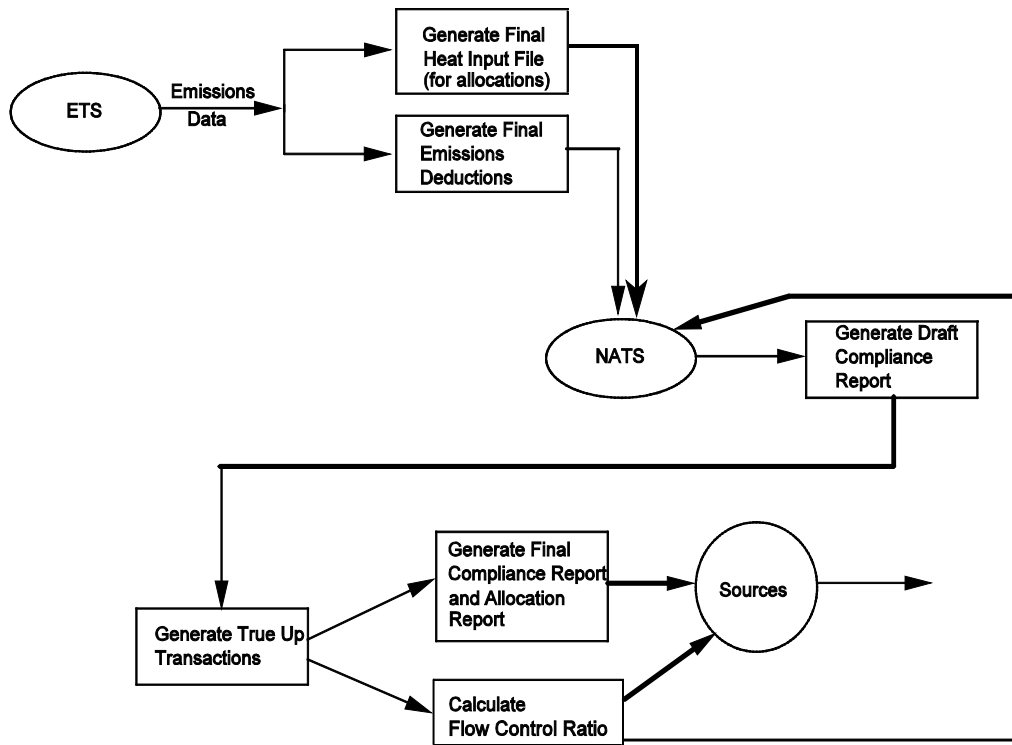 ETS
Emissions
Data
Generate Final
Heat Input File
(for allocations)
Generate Final
Emissions
Deductions
NATS
Generate Draft
Compliance
Report
Generate True Up
Transactions
Generate Final
Compliance Report
and Allocation
Report
Calculate
Flow Control Ratio
Sources